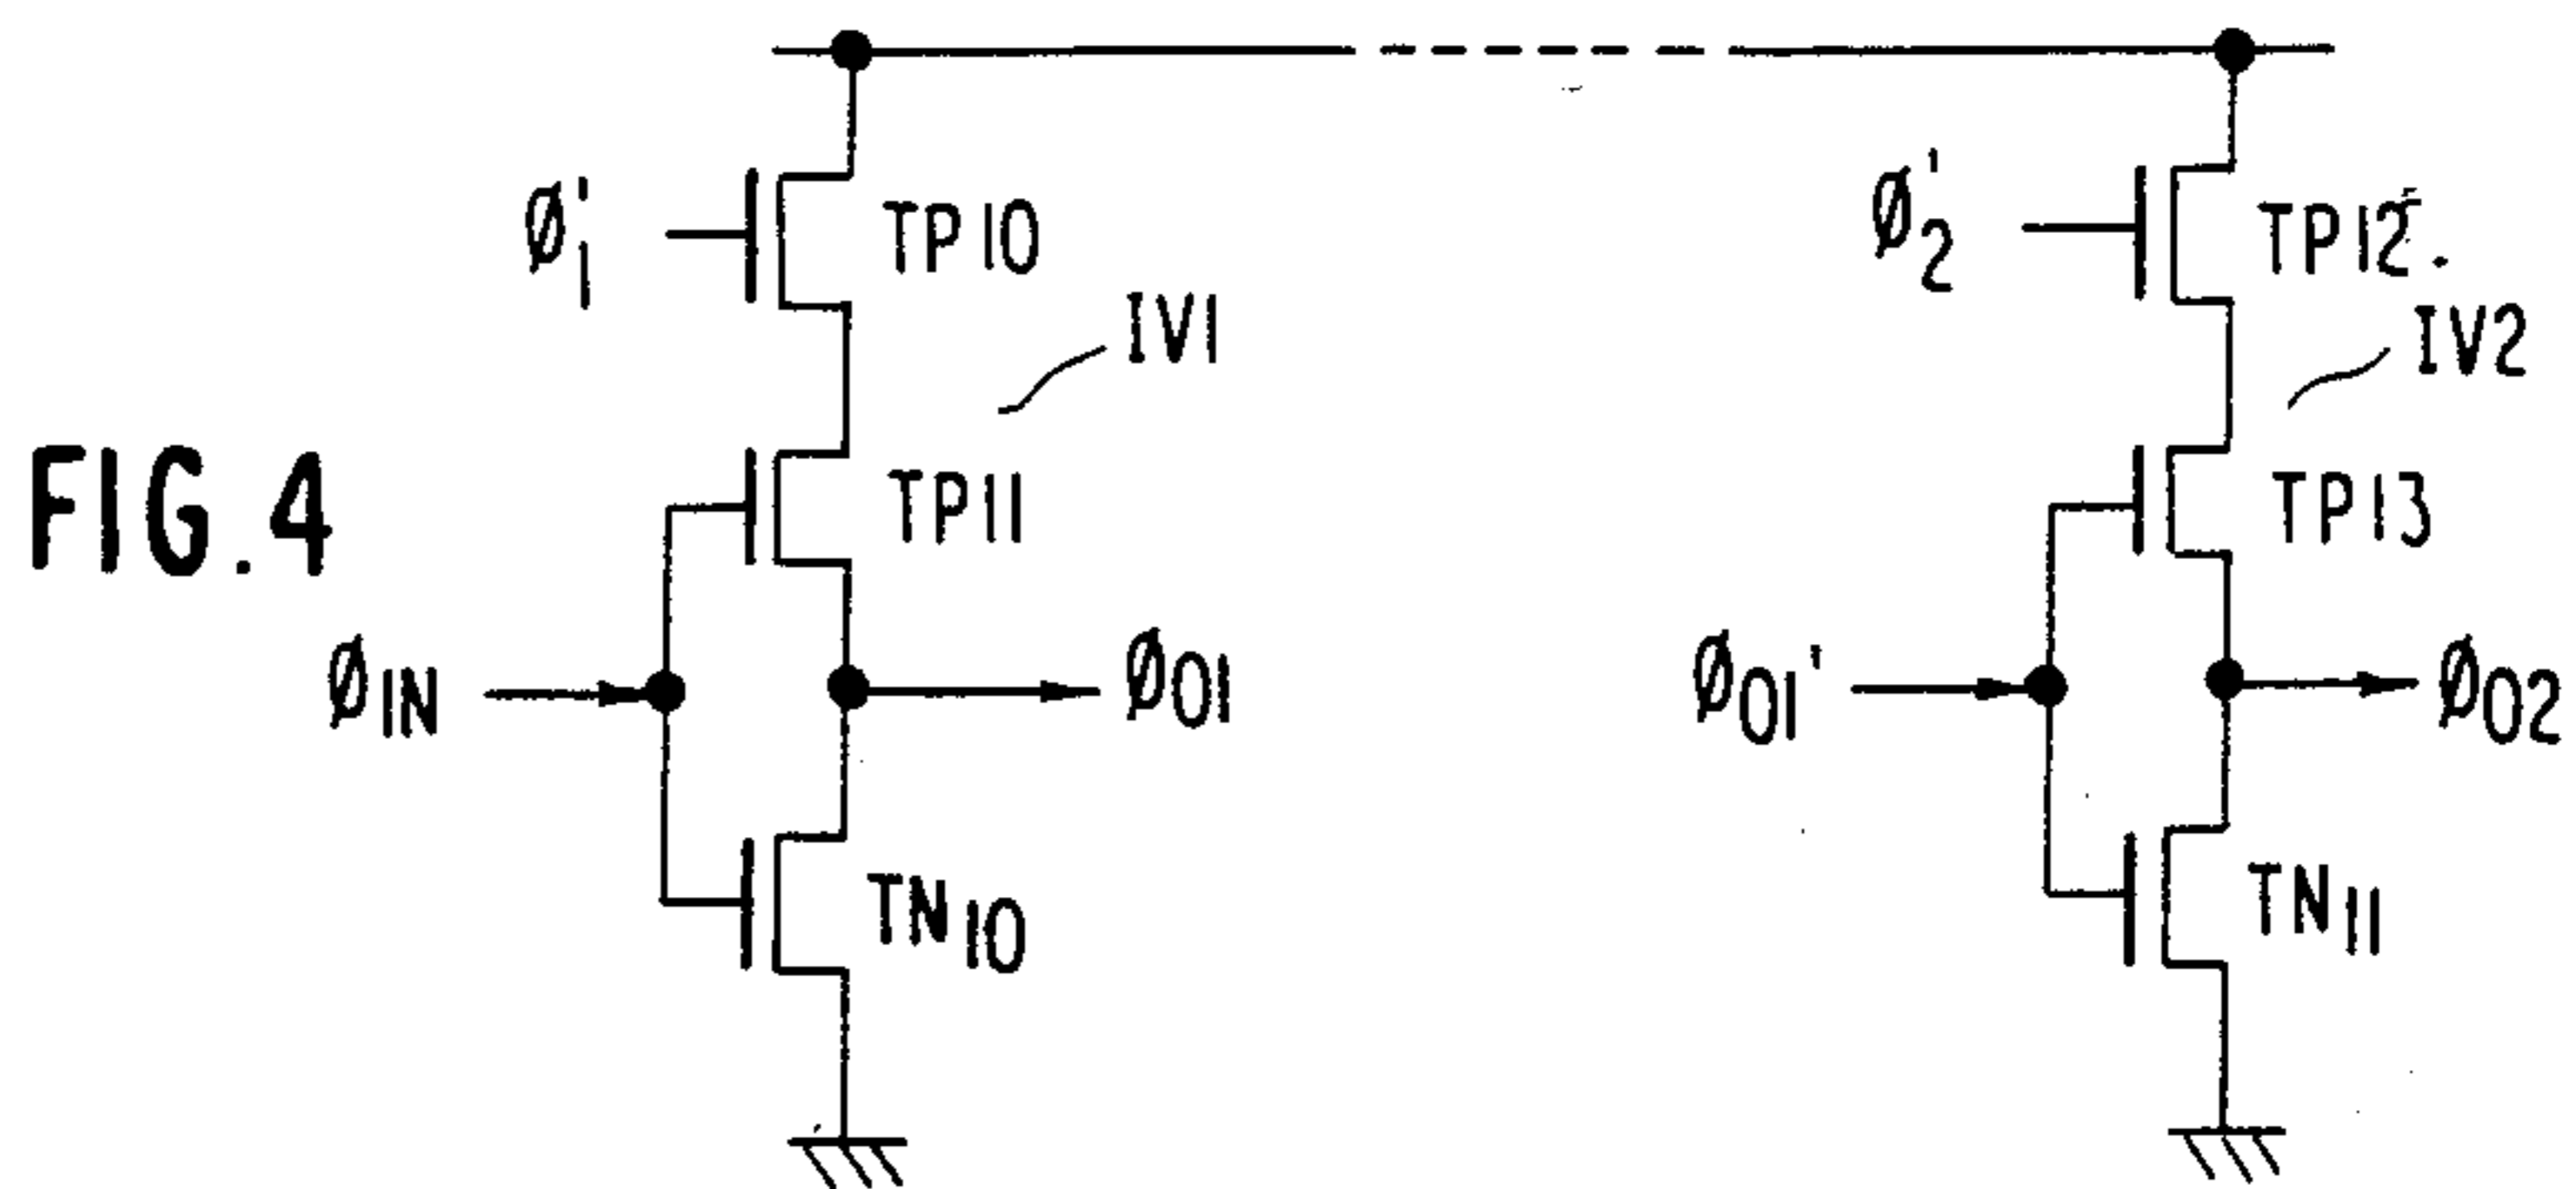 Ø'1
TP10
Ø'2
TP12
IV1
IV2
FIG.4
TP11
TP13
ØIN
Ø01
Ø01'
Ø02
TN10
TN11